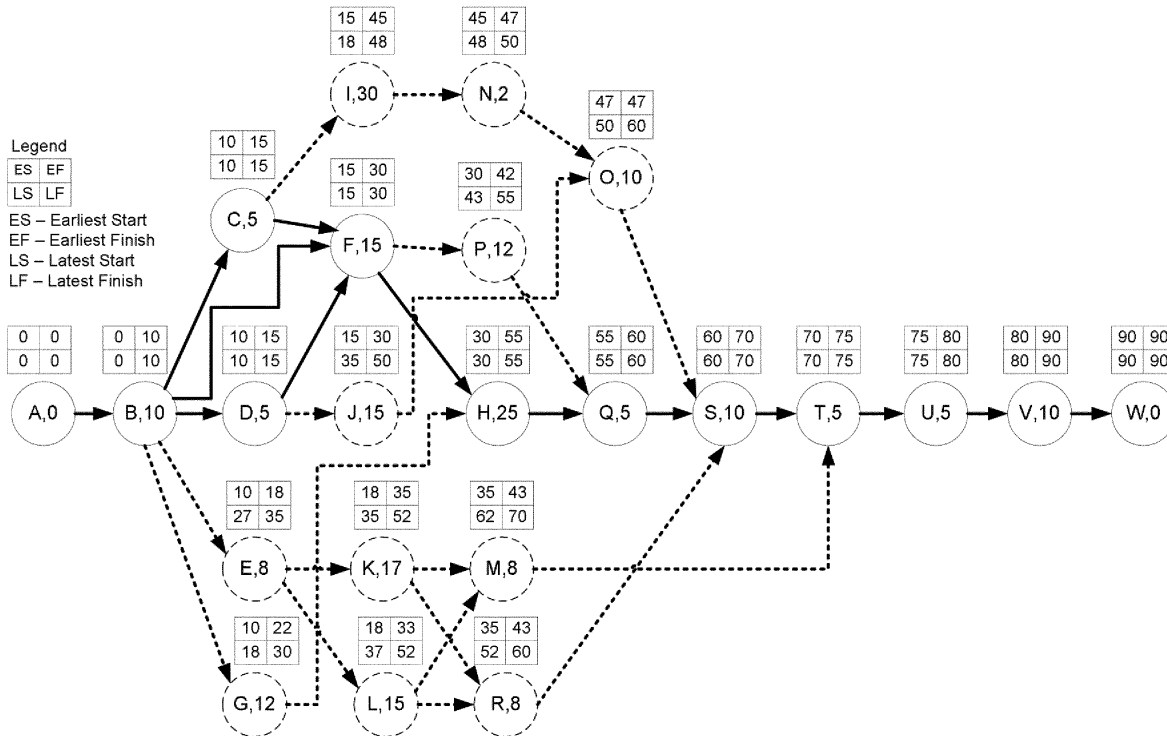 15 45
18 48
45 47
48 50
I,30
N,2
47 47
50 60
Legend
ES EF
LS LF
ES – Earliest Start
EF – Earliest Finish
LS – Latest Start
LF – Latest Finish
10 15
10 15
15 30
15 30
30 42
43 55
O,10
C,5
F,15
P,12
0 0
0 0
0 10
0 10
10 15
10 15
15 30
35 50
30 55
30 55
55 60
55 60
60 70
60 70
70 75
70 75
75 80
75 80
80 90
80 90
90 90
90 90
A,0
B,10
D,5
J,15
H,25
Q,5
S,10
T,5
U,5
V,10
W,0
10 18
27 35
18 35
35 52
35 43
62 70
E,8
K,17
M,8
10 22
18 30
18 33
37 52
35 43
52 60
G,12
L,15
R,8